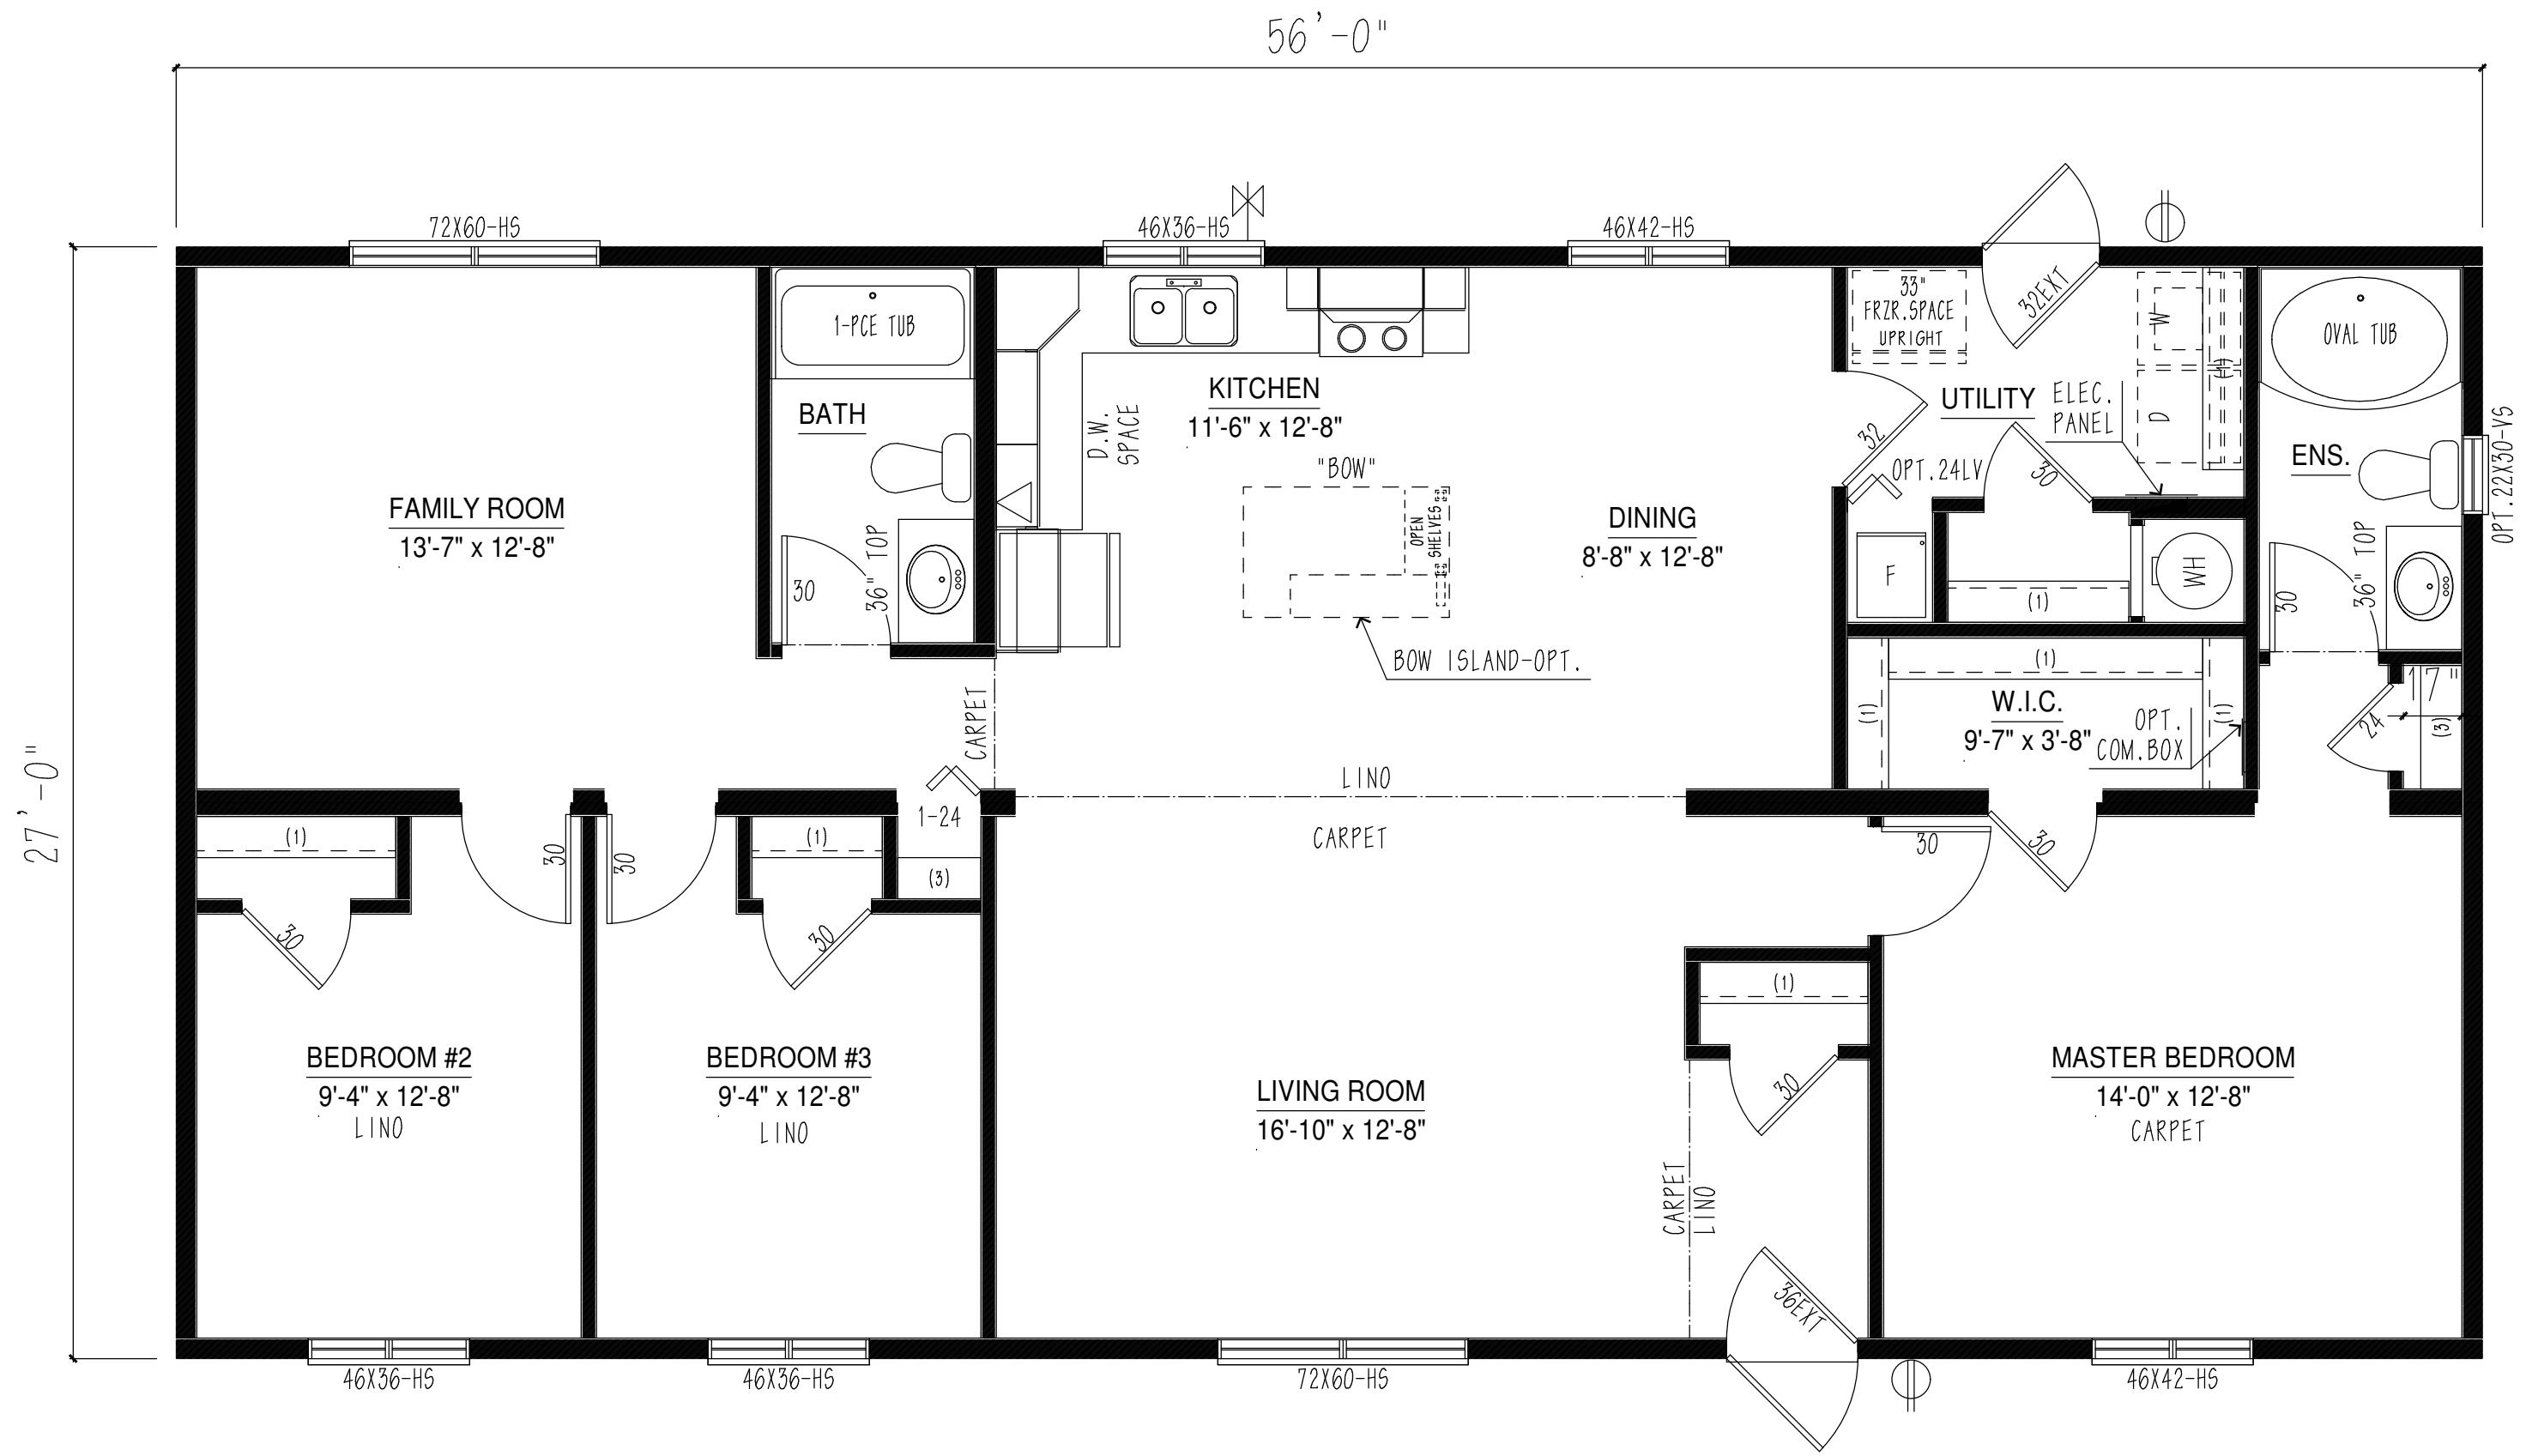 56'-0"
72X60-HS
46X36-HS
46X42-HS
32EXT
33"
FRZR.SPACE
UPRIGHT
W
(1)
1-PCE TUB
OVAL TUB
KITCHEN
11'-6" x 12'-8"
BATH
D.W.
SPACE
UTILITY
ELEC.
PANEL
D
OPT.22X30-VS
32
ENS.
"BOW"
OPT.24LV
30
FAMILY ROOM
13'-7" x 12'-8"
OPEN
SHELVES
DINING
8'-8" x 12'-8"
36" TOP
30
F
(1)
WH
30
36" TOP
BOW ISLAND-OPT.
(1)
17"
CARPET
(1)
W.I.C.
9'-7" x 3'-8"
OPT.
COM.BOX
(1)
24
(3)
27'-0"
LINO
1-24
CARPET
(1)
30
30
(1)
(3)
30
30
30
30
(1)
BEDROOM #2
9'-4" x 12'-8"
LINO
BEDROOM #3
9'-4" x 12'-8"
LINO
LIVING ROOM
16'-10" x 12'-8"
30
MASTER BEDROOM
14'-0" x 12'-8"
CARPET
CARPET
LINO
36EXT
46X36-HS
46X36-HS
72X60-HS
46X42-HS